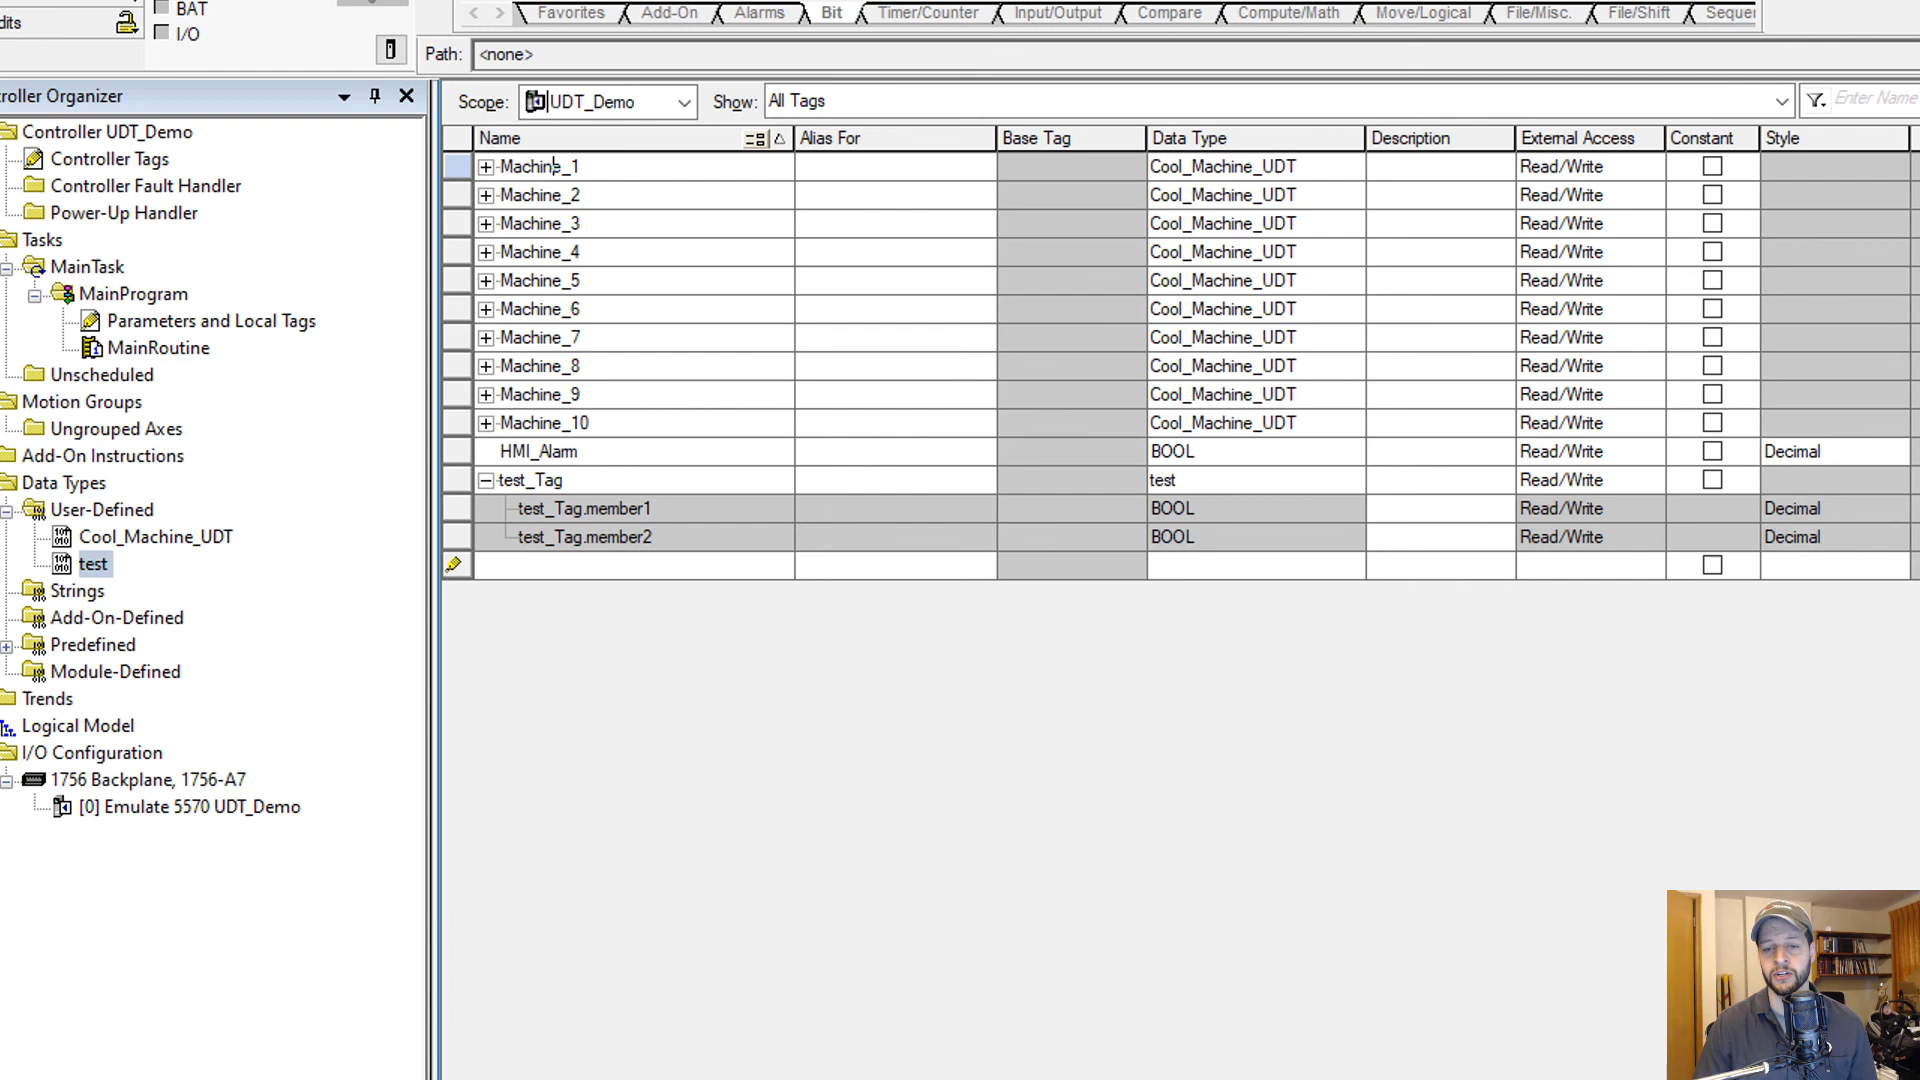 BAT
dits
I/O
Favorites Add-On Alarms Bit Timer/Counter Input/Output Compare Compute/Math Move/Logical File/Misc. File/Shift Sequer
Path: <none>
roller Organizer
Controller UDT_Demo
Controller Tags
Controller Fault Handler
Power-Up Handler
Tasks
MainTask
MainProgram
Parameters and Local Tags
MainRoutine
Unscheduled
Motion Groups
Ungrouped Axes
Add-On Instructions
Data Types
User-Defined
Cool_Machine_UDT
test
Strings
Add-On-Defined
Predefined
Module-Defined
Trends
Logical Model
I/O Configuration
1756 Backplane, 1756-A7
[0] Emulate 5570 UDT_Demo
Scope: UDT_Demo Show: All Tags Enter Name
Name Alias For Base Tag Data Type Description External Access Constant Style
Machine_1 Cool_Machine_UDT Read/Write
Machine_2 Cool_Machine_UDT Read/Write
Machine_3 Cool_Machine_UDT Read/Write
Machine_4 Cool_Machine_UDT Read/Write
Machine_5 Cool_Machine_UDT Read/Write
Machine_6 Cool_Machine_UDT Read/Write
Machine_7 Cool_Machine_UDT Read/Write
Machine_8 Cool_Machine_UDT Read/Write
Machine_9 Cool_Machine_UDT Read/Write
Machine_10 Cool_Machine_UDT Read/Write
HMI_Alarm BOOL Read/Write Decimal
test_Tag test Read/Write
test_Tag.member1 BOOL Read/Write Decimal
test_Tag.member2 BOOL Read/Write Decimal